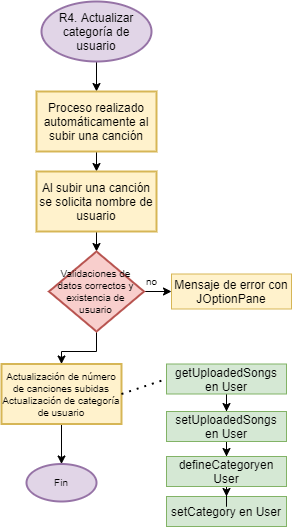 R4. Actualizar
categoría de
usuario
Proceso realizado
automáticamente al
subir una canción
Al subir una canción
se solicita nombre de
usuario
Validaciones de
datos correctos y
existencia de
usuario
no
Mensaje de error con
JOptionPane
Actualización de número
de canciones subidas
Actualización de categoría
de usuario
getUploadedSongs
en User
setUploadedSongs
en User
defineCategoryen
User
setCategory en User
Fin